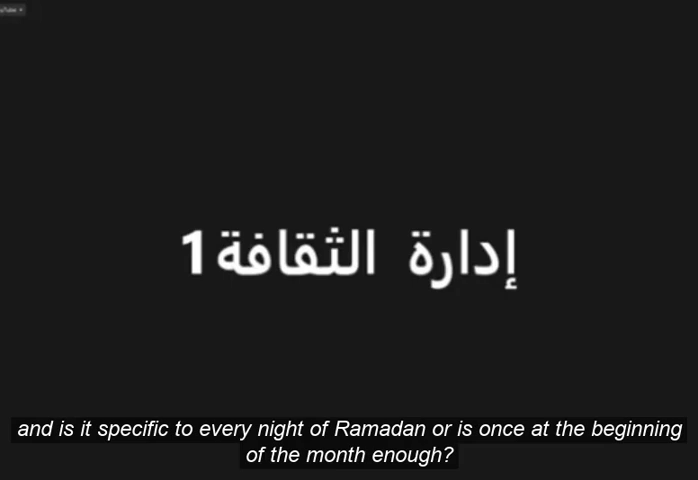 إدارة الثقافة1
and is it specific to every night of Ramadan or is once at the beginning
of the month enough?